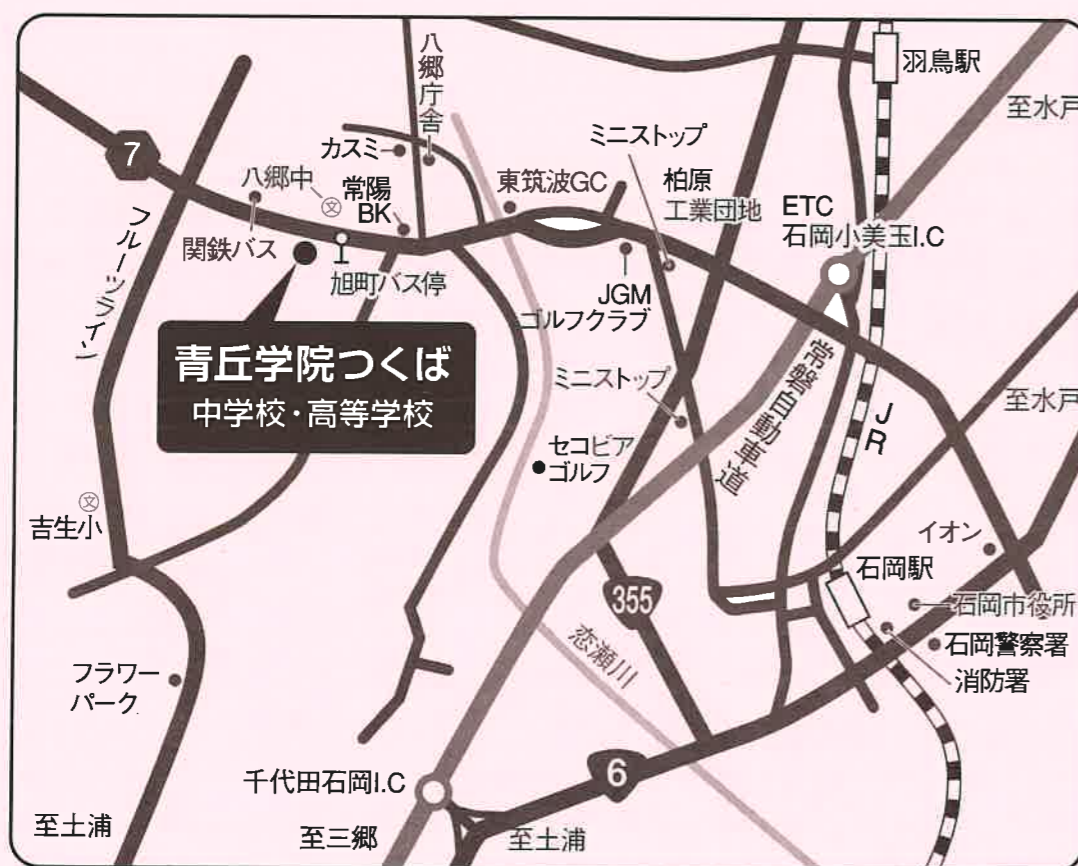 羽鳥駅
至水戸
八郷庁舎
ミニストップ
7
カスミ
八郷中
文
常陽
BK
東筑波GC
柏原
工業団地
ETC
石岡小美玉I.C
関鉄バス
旭町バス停
フルーツライン
JGM
ゴルフクラブ
青丘学院つくば
中学校・高等学校
ミニストップ
常磐自動車道
JR
至水戸
セコビア
ゴルフ
文
吉生小
イオン
石岡駅
355
石岡市役所
恋瀬川
石岡警察署
消防署
フラワー
パーク
6
千代田石岡I.C
至土浦
至三郷
至土浦